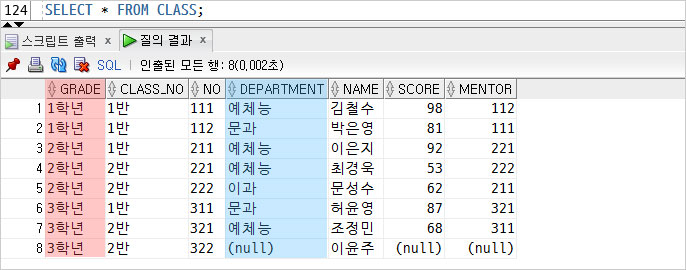 124 SELECT * FROM CLASS;
스크립트 출력 × 질의 결과 ×
SQL | 인출된 모든 행: 8(0,002초)
GRADE CLASS_NO NO DEPARTMENT NAME SCORE MENTOR
1 1학년 1반 111 예체능 김철수 98 112
2 1학년 1반 112 문과 박은영 81 111
3 2학년 1반 211 예체능 이은지 92 221
4 2학년 2반 221 예체능 최경욱 53 222
5 2학년 2반 222 이과 문성수 62 211
6 3학년 1반 311 문과 허윤영 87 321
7 3학년 2반 321 예체능 조정민 68 311
8 3학년 2반 322 (null) 이윤주 (null) (null)